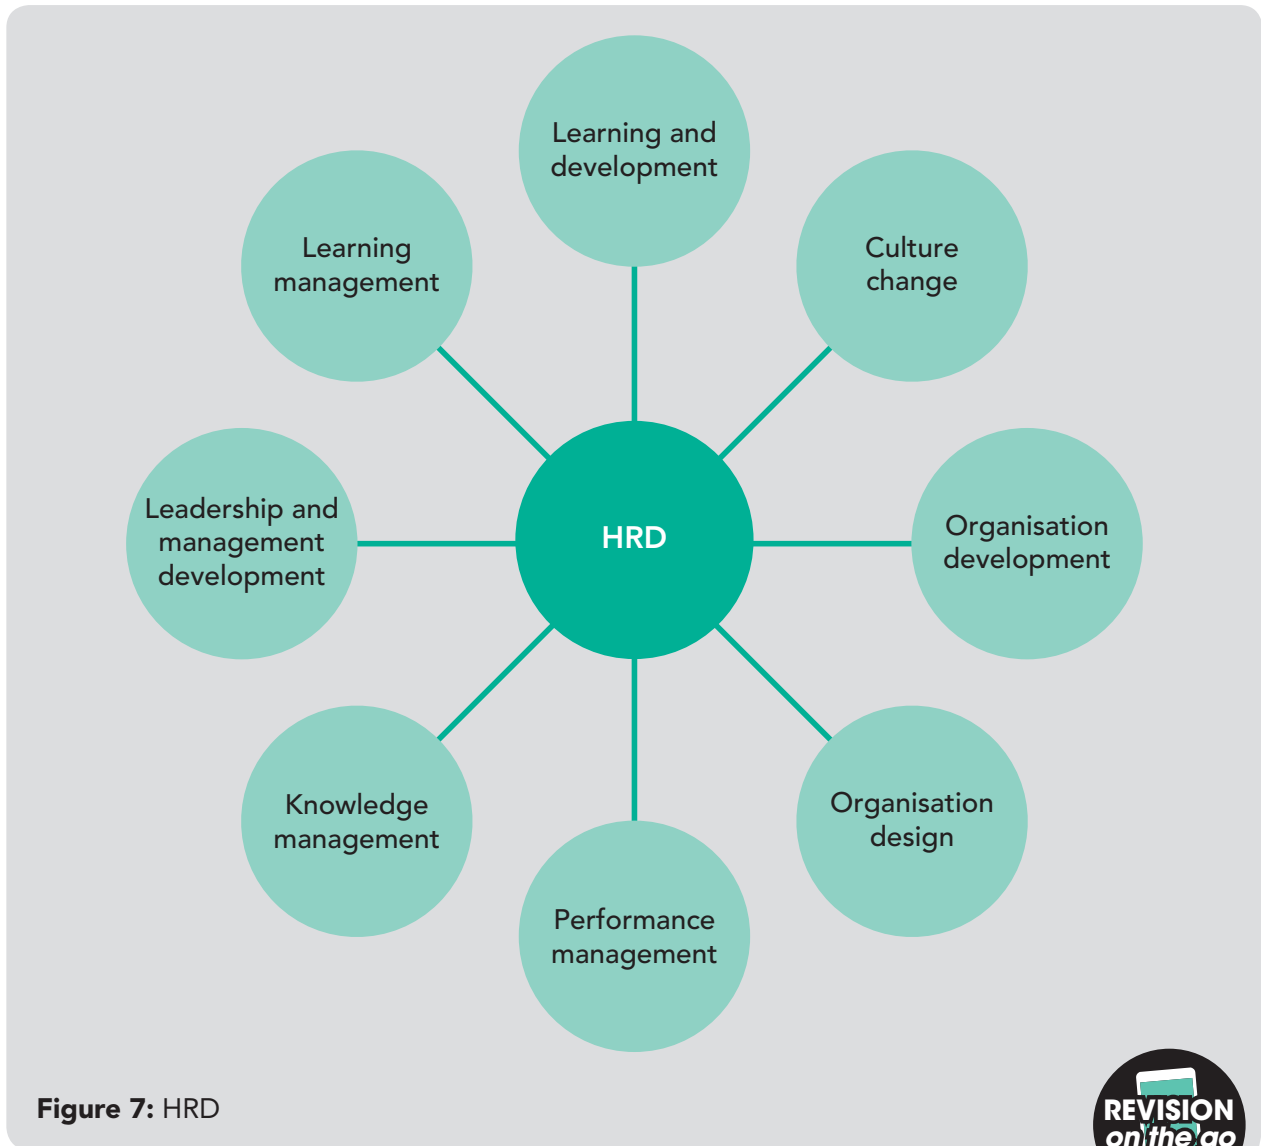 Learning and
development
Learning
management
Culture
change
Leadership and
management
development
HRD
Organisation
development
Knowledge
management
Organisation
design
Performance
management
Figure 7: HRD
REVISION
on the go